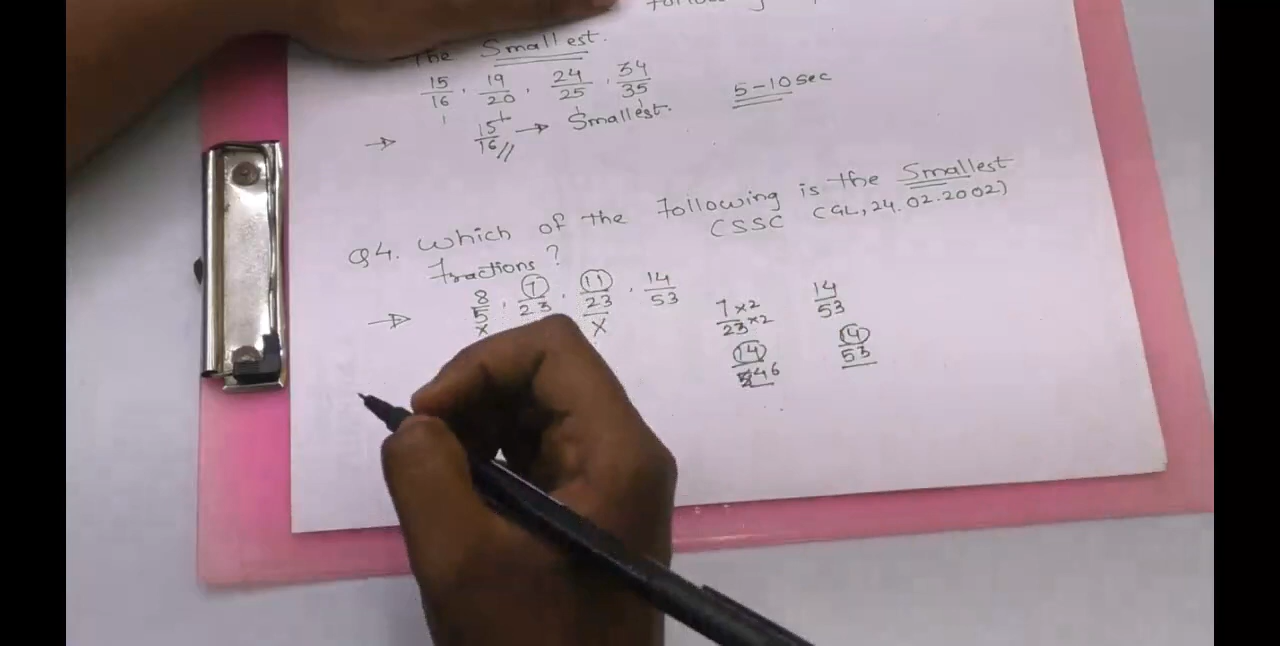 The Smallest.
15/16, 19/20, 24/25, 34/35
5-10 sec
15/16 → Smallest.
Q4. Which of the following is the Smallest
fractions? (SSC CGL, 24.02.2002)
8/5, 7/23, 11/23, 14/53
x x
7×2/23×2 14/53
14/46 14/53